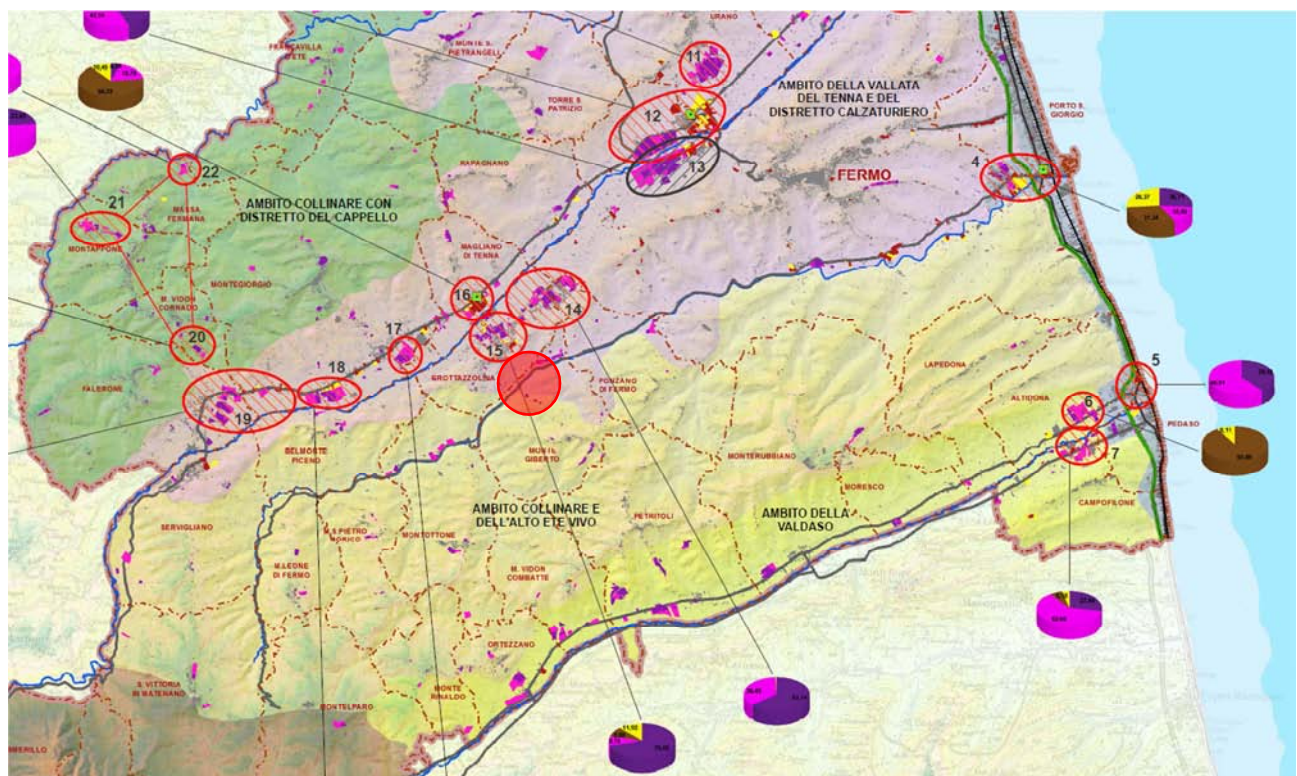 URANO
FRANCAVILLA
D'ETE
MONTE S.
PIETRANGELI
11
AMBITO DELLA VALLATA
DEL TENNA E DEL
DISTRETTO CALZATURIERO
TORRE S.
PATRIZIO
12
PORTO S.
GIORGIO
RAPAGNANO
13
FERMO
4
22
21
MASSA
FERMANA
AMBITO COLLINARE CON
DISTRETTO DEL CAPPELLO
MONTAPPONE
MAGLIANO
DI TENNA
MONTEGIORGIO
M. VIDON
CORRADO
16
14
15
17
20
18
FALERONE
GROTTAZZOLINA
PONZANO
DI FERMO
LAPEDONA
5
ALTIDONA
6
19
PEDASO
BELMONTE
PICENO
MONTE
GIBERTO
MONTERUBBIANO
7
MORESCO
CAMPOFILONE
AMBITO COLLINARE E
DELL'ALTO ETE VIVO
PETRITOLI
AMBITO DELLA
VALDASO
SERVIGLIANO
MONTOTTONE
M.LEONE
DI FERMO
M. VIDON
COMBATTE
ORTEZZANO
S. VITTORIA
IN MATENANO
MONTE
RINALDO
MONTELPARO